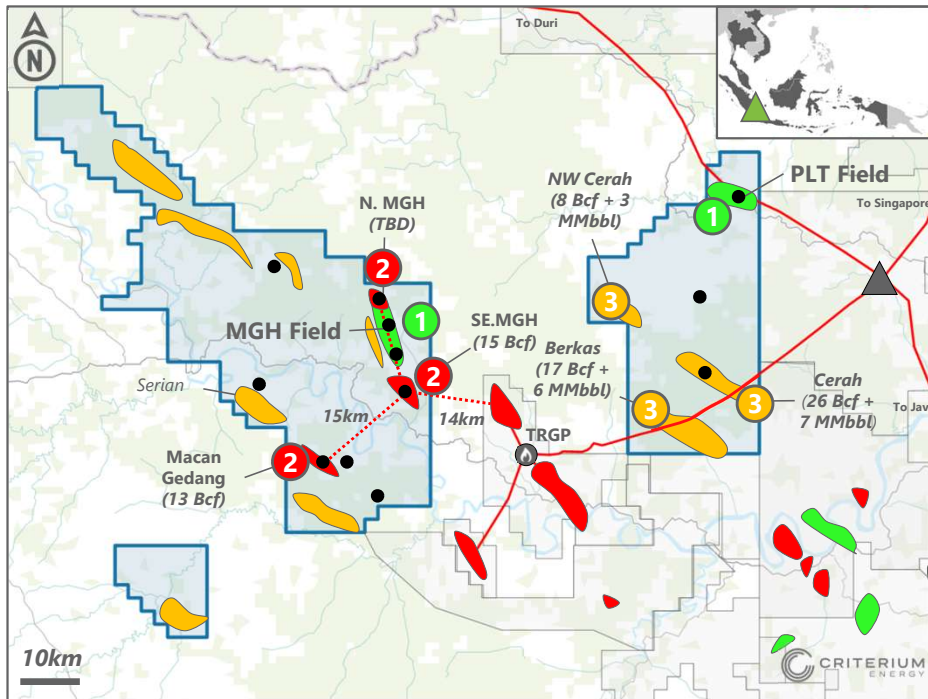 To Duri
N
N. MGH
(TBD)
2
MGH Field
1
SE.MGH
(15 Bcf)
2
Serian
15km
14km
Macan
Gedang
(13 Bcf)
2
TRGP
NW Cerah
(8 Bcf + 3
MMbbl)
3
PLT Field
1
To Singapore
Berkas
(17 Bcf +
6 MMbbl)
3
3
Cerah
(26 Bcf +
7 MMbbl)
To Jav
10km
CRITERIUM
ENERGY